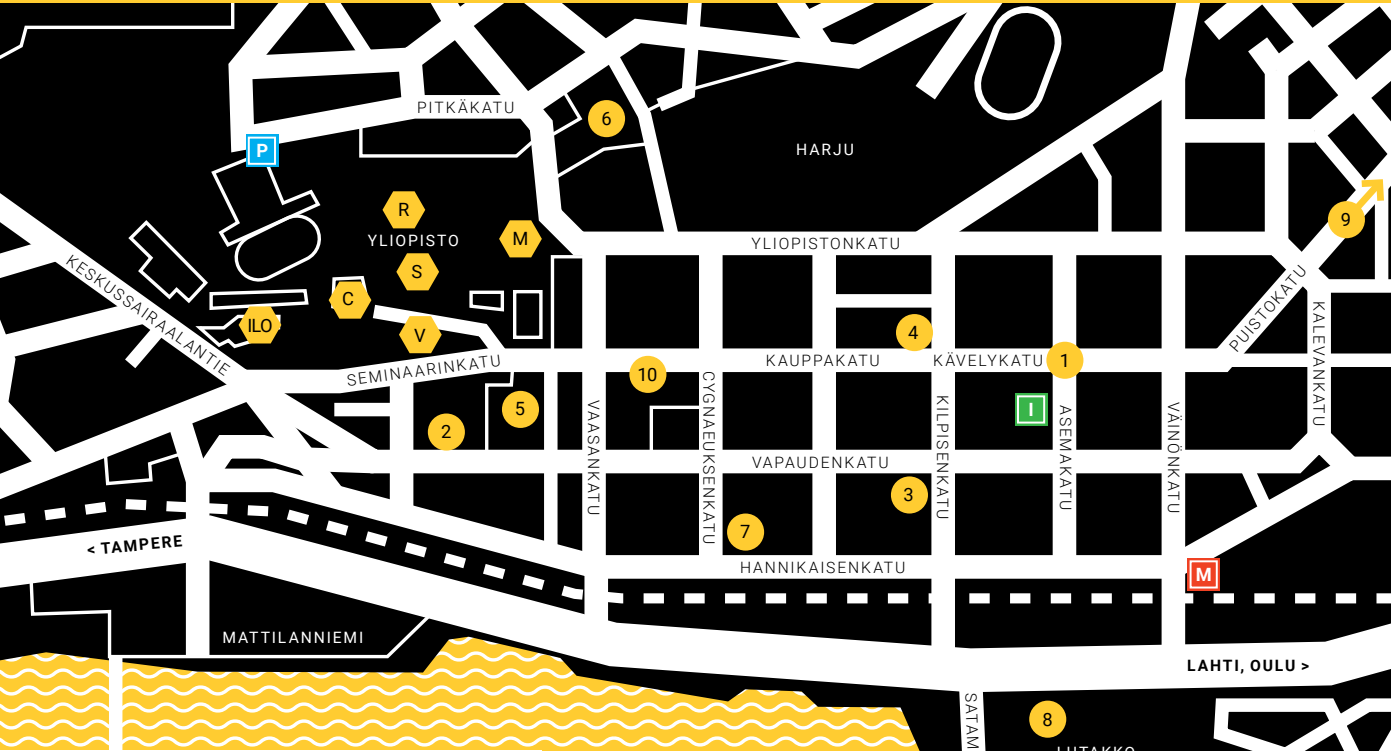 PITKÄKATU
6
P
HARJU
R
9
M
YLIOPISTO
YLIOPISTONKATU
S
C
KESKUSSAIRAALANTIE
ILO
V
4
PUISTOKATU
KALEVANKATU
SEMINAARINKATU
10
KAUPPAKATU
KÄVELYKATU
1
5
2
I
VAASANKATU
CYGNAEUKSENKATU
KILPISENKATU
ASEMAKATU
VÄINÖNKATU
VAPAUDENKATU
3
7
< TAMPERE
HANNIKAISENKATU
M
MATTILANNIEMI
LAHTI, OULU >
SATAM
8